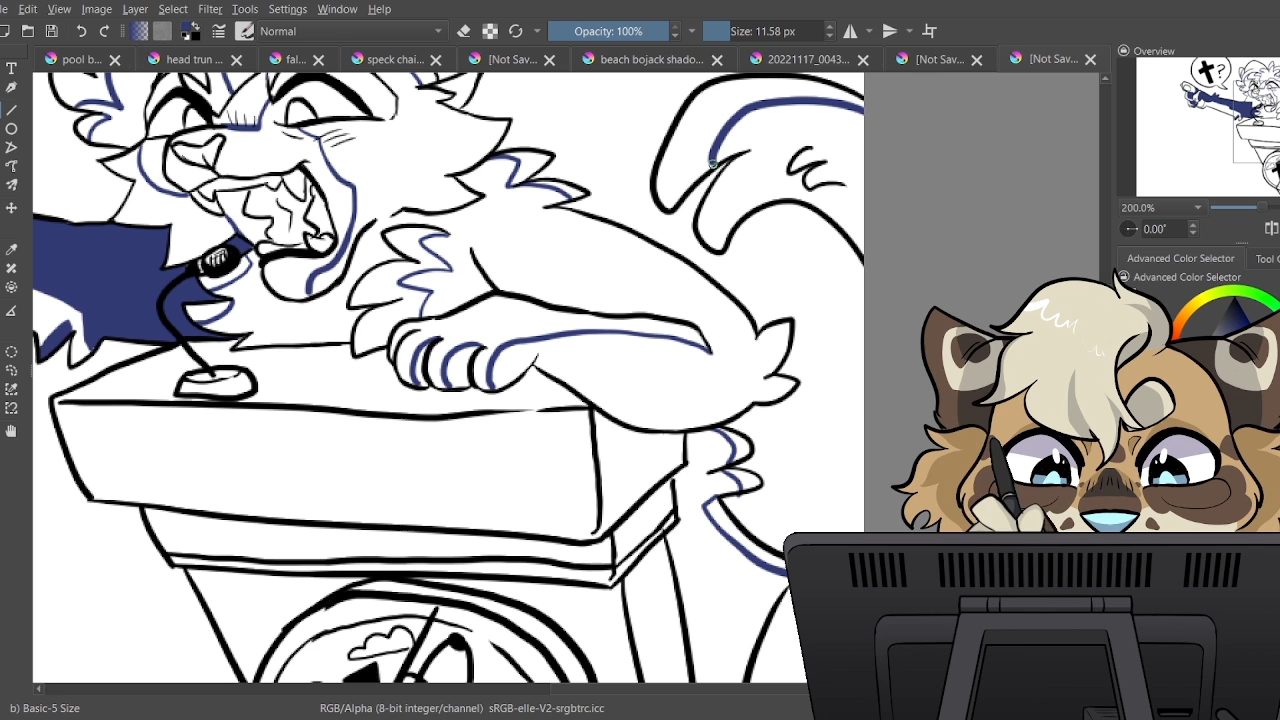 Edit View Image Layer Select Filter Tools Settings Window Help
Normal Opacity: 100% Size: 11.58 px
pool b... head trun ... fal... speck chai... [Not Sav... beach bojack shado... 20221117_0043... [Not Sav... [Not Sav...
Overview
?
200.0%
0.00°
Advanced Color Selector Tool O
Advanced Color Selector
b) Basic-5 Size RGB/Alpha (8-bit integer/channel) sRGB-elle-V2-srgbtrc.icc